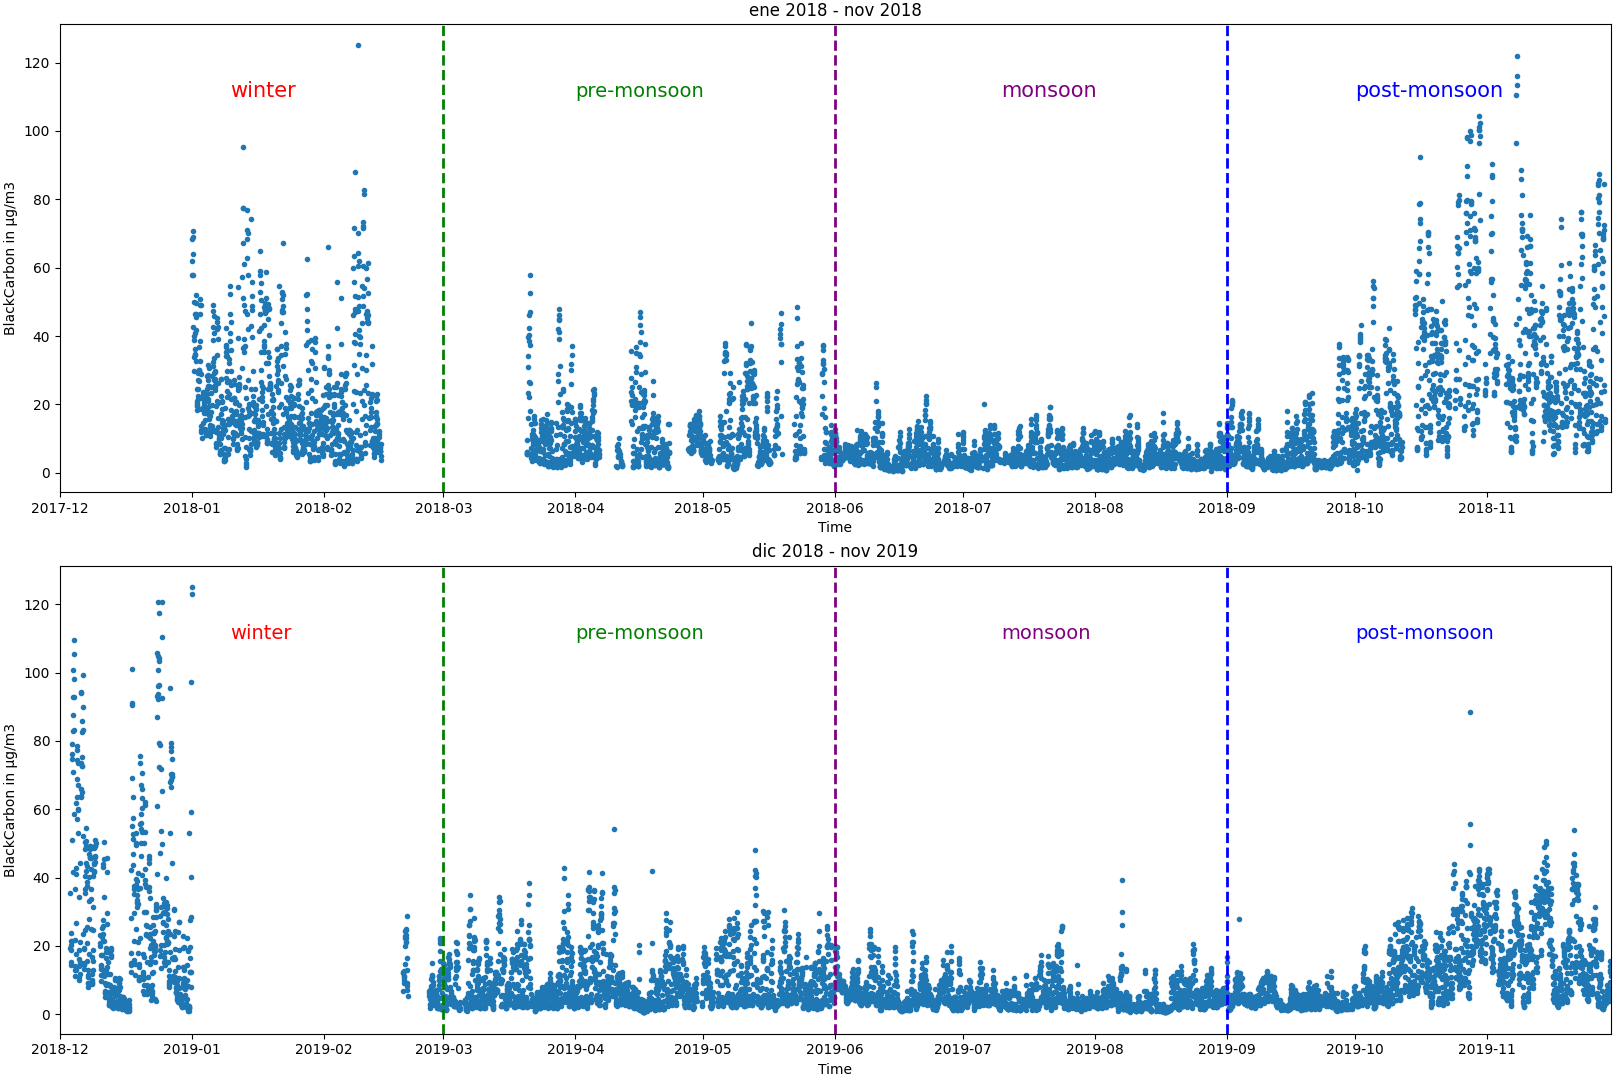 ene 2018 - nov 2018
120
100
80
60
40
20
0
BlackCarbon in µg/m3
winter
pre-monsoon
monsoon
post-monsoon
2017-12 2018-01 2018-02 2018-03 2018-04 2018-05 2018-06 2018-07 2018-08 2018-09 2018-10 2018-11
Time
dic 2018 - nov 2019
120
100
80
60
40
20
0
BlackCarbon in µg/m3
winter
pre-monsoon
monsoon
post-monsoon
2018-12 2019-01 2019-02 2019-03 2019-04 2019-05 2019-06 2019-07 2019-08 2019-09 2019-10 2019-11
Time